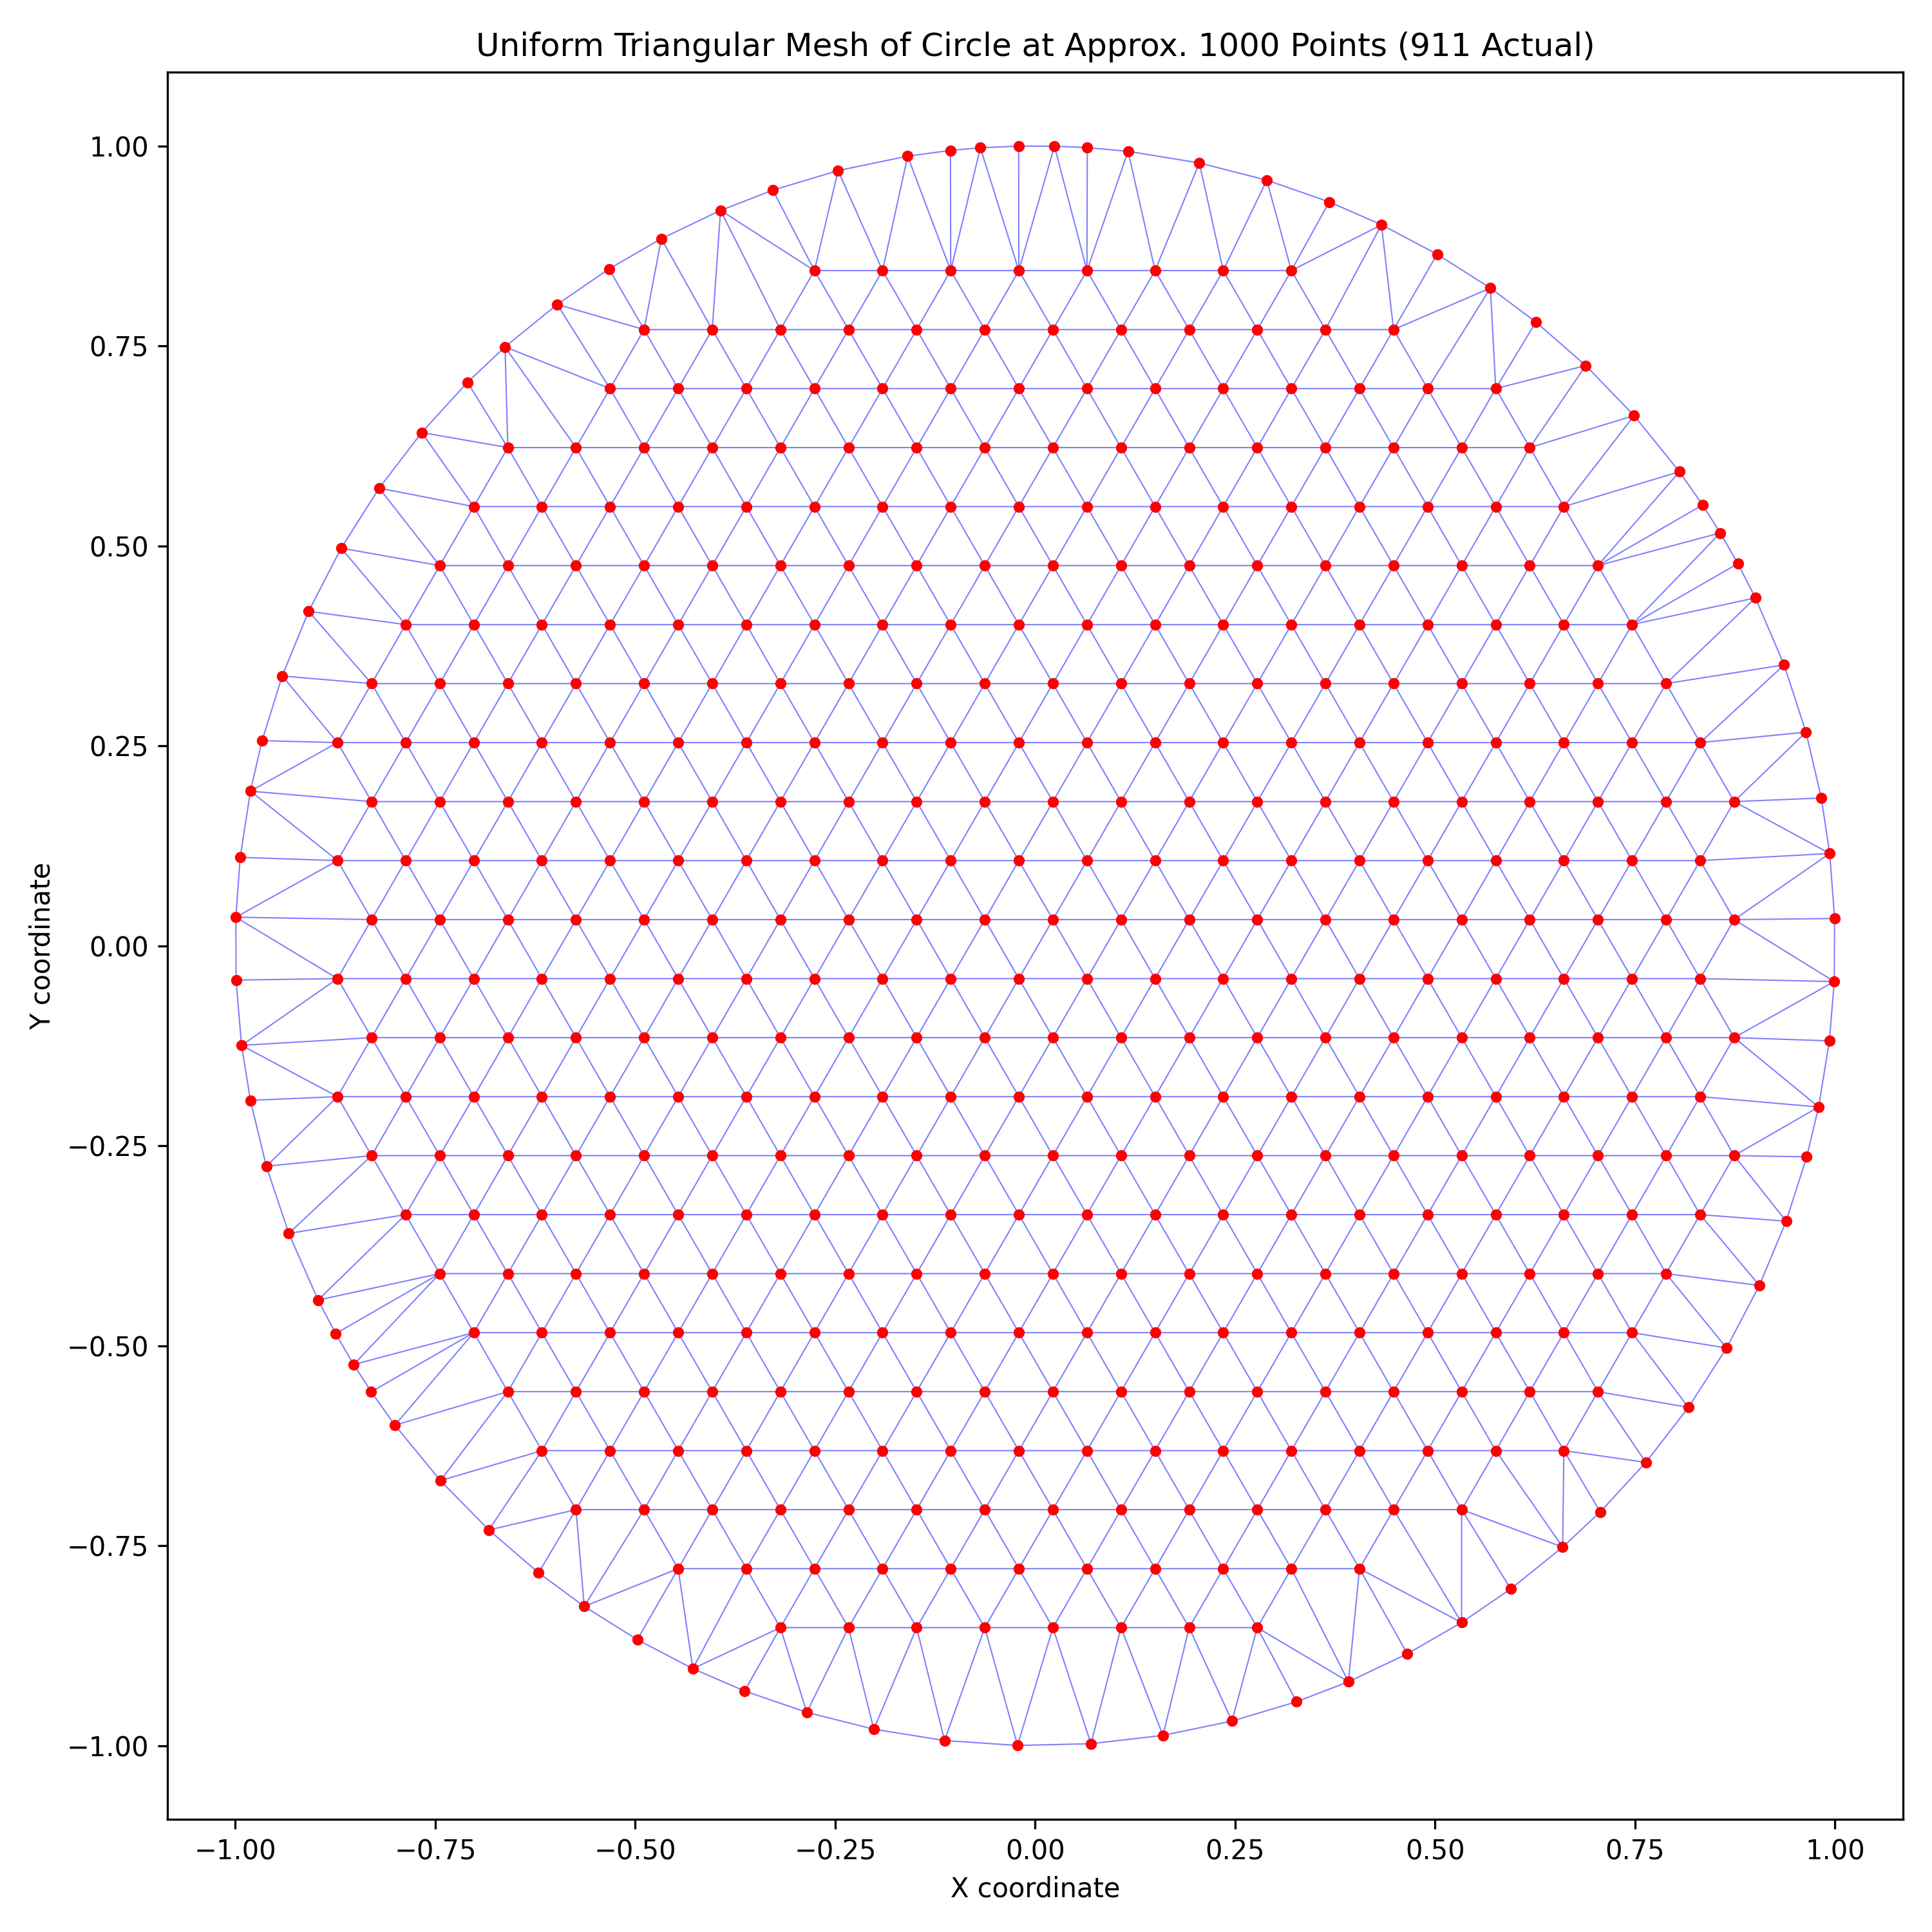 Uniform Triangular Mesh of Circle at Approx. 1000 Points (911 Actual)
1.00
0.75
0.50
0.25
0.00
−0.25
−0.50
−0.75
−1.00
Y coordinate
−1.00 −0.75 −0.50 −0.25 0.00 0.25 0.50 0.75 1.00
X coordinate